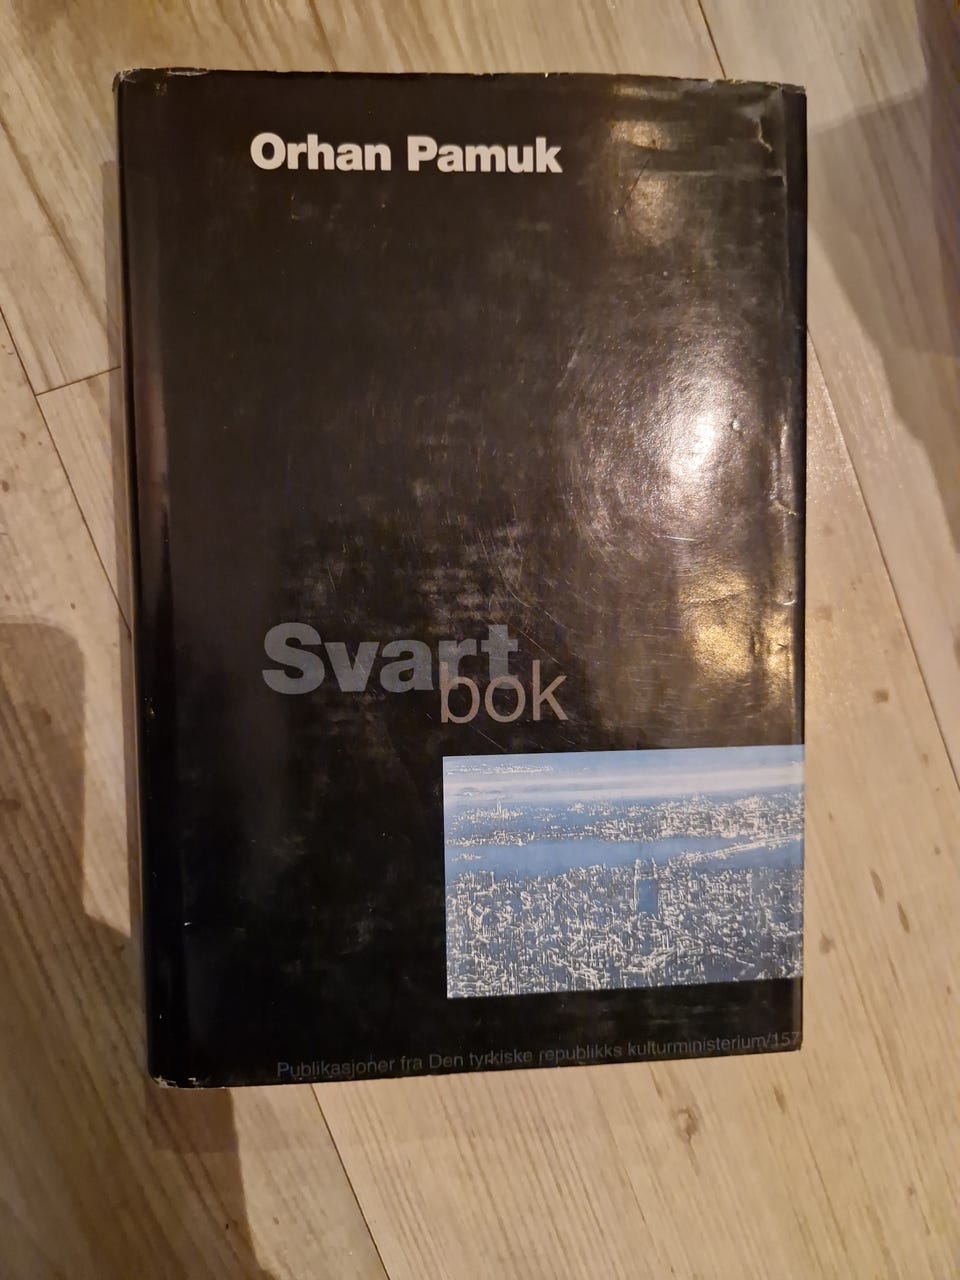 Orhan Pamuk
Svart
bok
Publikasjoner fra Den tyrkiske republikks kulturministerium/157